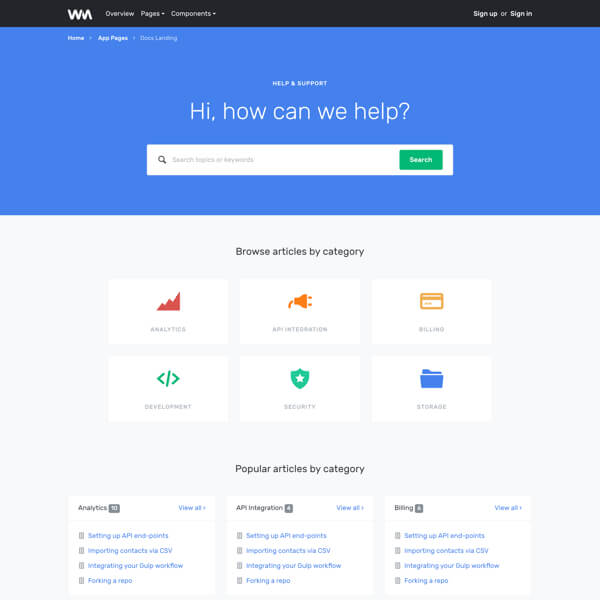 WM Overview Pages Components Sign up or Sign in
Home App Pages Docs Landing
HELP & SUPPORT
Hi, how can we help?
Search topics or keywords Search
Browse articles by category
ANALYTICS API INTEGRATION BILLING
DEVELOPMENT SECURITY STORAGE
Popular articles by category
Analytics 10 View all › API Integration 4 View all › Billing 6 View all ›
Setting up API end-points Setting up API end-points Setting up API end-points
Importing contacts via CSV Importing contacts via CSV Importing contacts via CSV
Integrating your Gulp workflow Integrating your Gulp workflow Integrating your Gulp workflow
Forking a repo Forking a repo Forking a repo